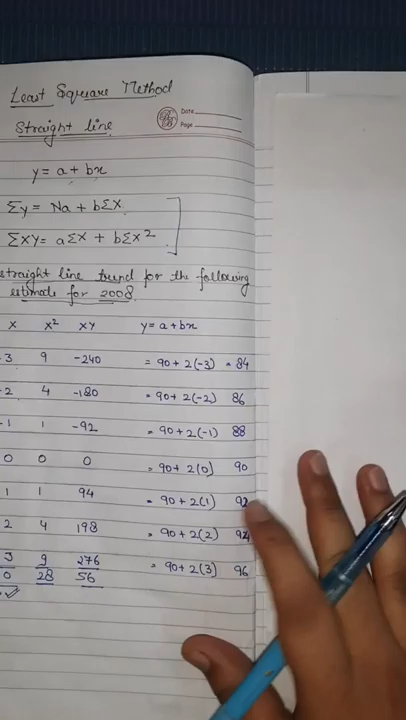 Least Square Method
Date
Page
Straight line
y = a + bx
Σy = Na + bΣX
ΣXY = aΣX + bΣX²
straight line trend for the following
estimate for 2008.
X X² XY y = a + bx
-3 9 -240 = 90 + 2(-3) = 84
-2 4 -180 = 90 + 2(-2) 86
-1 1 -92 = 90 + 2(-1) 88
0 0 0 = 90 + 2(0) 90
1 1 94 = 90 + 2(1) 92
2 4 198 = 90 + 2(2) 94
3 9 276 = 90 + 2(3) 96
0 28 56